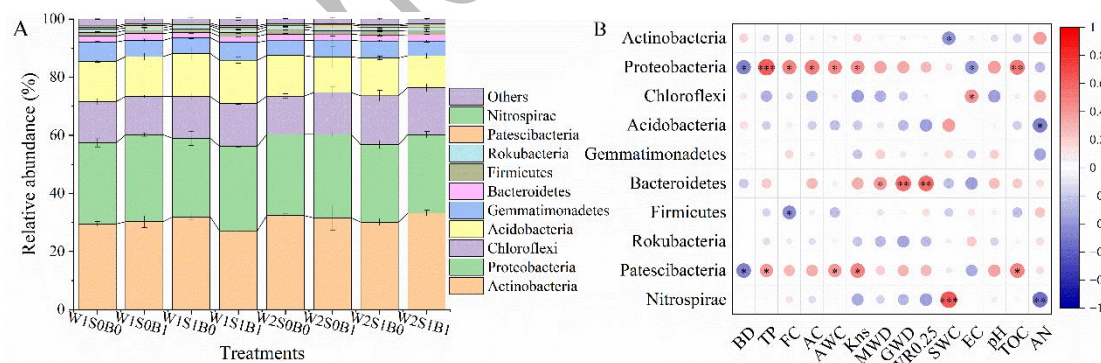 A
Relative abundance (%)
100
80
60
40
20
0
W1S0B0
W1S0B1
W1S1B0
W1S1B1
W2S0B0
W2S0B1
W2S1B0
W2S1B1
Treatments
Others
Nitrospirae
Patescibacteria
Rokubacteria
Firmicutes
Bacteroidetes
Gemmatimonadetes
Acidobacteria
Chloroflexi
Proteobacteria
Actinobacteria
B
Actinobacteria *
Proteobacteria * *** * * * * * **
Chloroflexi *
Acidobacteria *
Gemmatimonadetes
Bacteroidetes * ** **
Firmicutes *
Rokubacteria
Patescibacteria * * * * *
Nitrospirae *** **
BD TP FC AC AWC Kns MWD GWD WR0.25 SWC EC pH TOC AN
1
0.8
0.6
0.4
0.2
0
-0.2
-0.4
-0.6
-0.8
-1